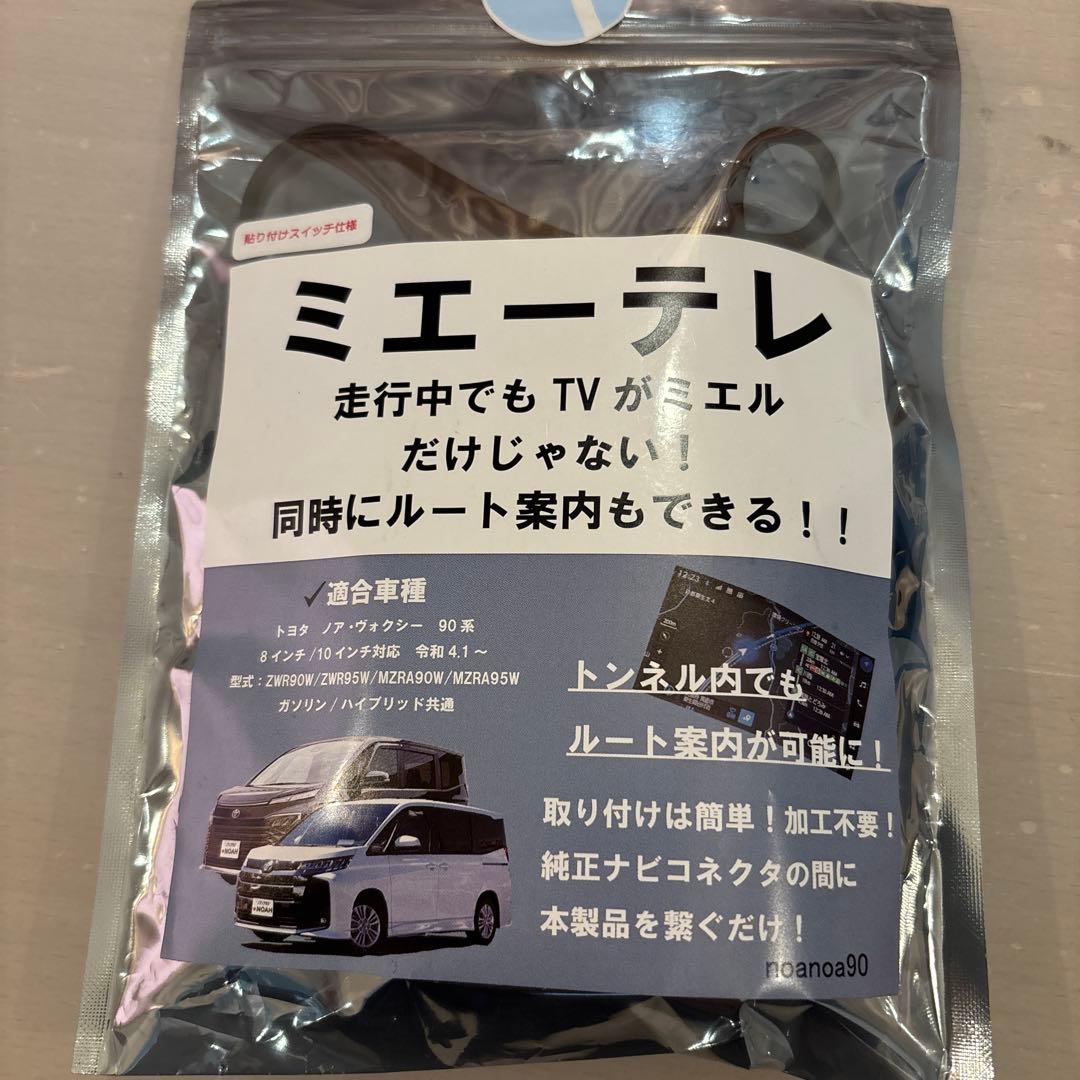 貼り付けスイッチ仕様
ミエーテレ
走行中でもTVがミエル
だけじゃない！
同時にルート案内もできる！！
✓適合車種
トヨタ ノア・ヴォクシー 90系
8インチ/10インチ対応 令和4.1～
型式：ZWR90W/ZWR95W/MZRA90W/MZRA95W
ガソリン/ハイブリッド共通
12:23
トンネル内でも
ルート案内が可能に！
取り付けは簡単！加工不要！
純正ナビコネクタの間に
本製品を繋ぐだけ！
NOAH
noanoa90